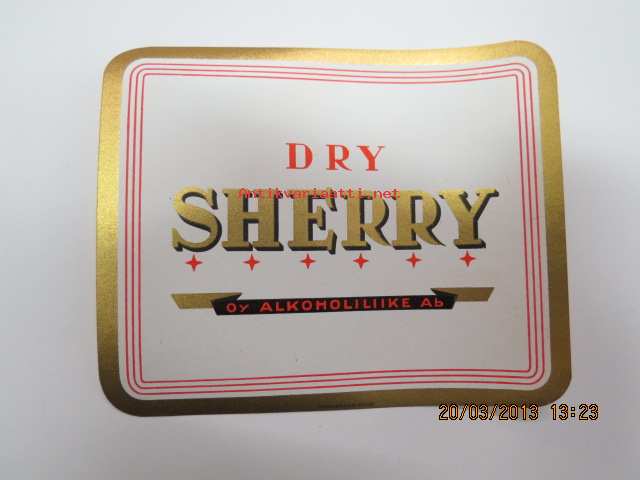 DRY
SHERRY
Antikvariaatti.net
Oy ALKOHOLILIIKE Ab
20/03/2013 13:23